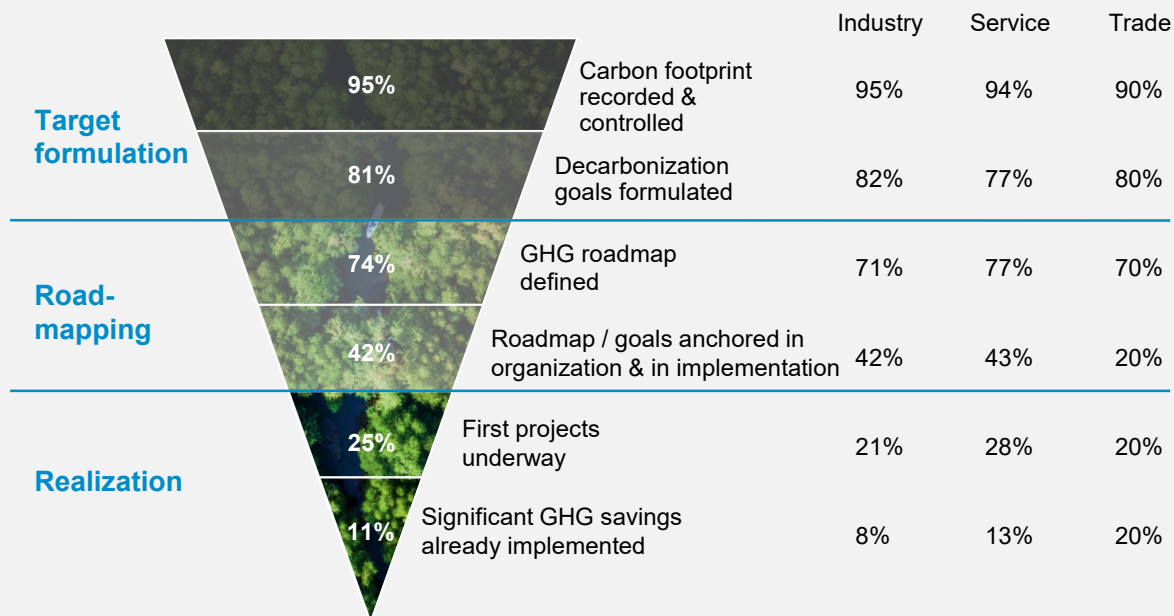 Industry Service Trade
Target
formulation
95%
Carbon footprint
recorded &
controlled
95% 94% 90%
81%
Decarbonization
goals formulated
82% 77% 80%
Road-
mapping
74%
GHG roadmap
defined
71% 77% 70%
42%
Roadmap / goals anchored in
organization & in implementation
42% 43% 20%
Realization
25%
First projects
underway
21% 28% 20%
11%
Significant GHG savings
already implemented
8% 13% 20%